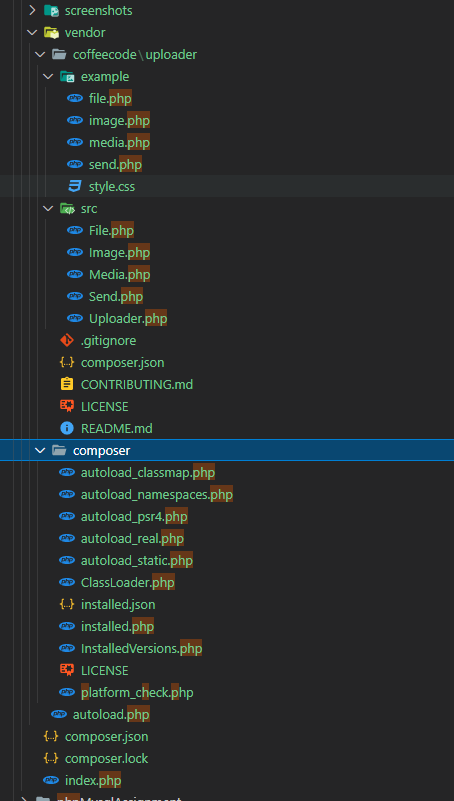 screenshots
vendor
coffeecode\uploader
example
file.php
image.php
media.php
send.php
style.css
src
File.php
Image.php
Media.php
Send.php
Uploader.php
.gitignore
composer.json
CONTRIBUTING.md
LICENSE
README.md
composer
autoload_classmap.php
autoload_namespaces.php
autoload_psr4.php
autoload_real.php
autoload_static.php
ClassLoader.php
installed.json
installed.php
InstalledVersions.php
LICENSE
platform_check.php
autoload.php
composer.json
composer.lock
index.php
phpMysqlAssignment